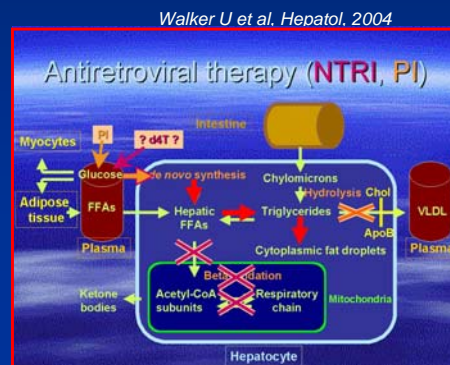 Walker U et al, Hepatol, 2004
Antiretroviral therapy (NTRI, PI)
PI
? d4T ?
Intestine
Myocytes
Glucose
de novo synthesis
Chylomicrons
Hydrolysis
Chol
Adipose
tissue
FFAs
Hepatic
FFAs
Triglycerides
VLDL
ApoB
Plasma
Plasma
Cytoplasmic fat droplets
Beta oxidation
Ketone
bodies
Acetyl-CoA
subunits
Respiratory
chain
Mitochondria
Hepatocyte